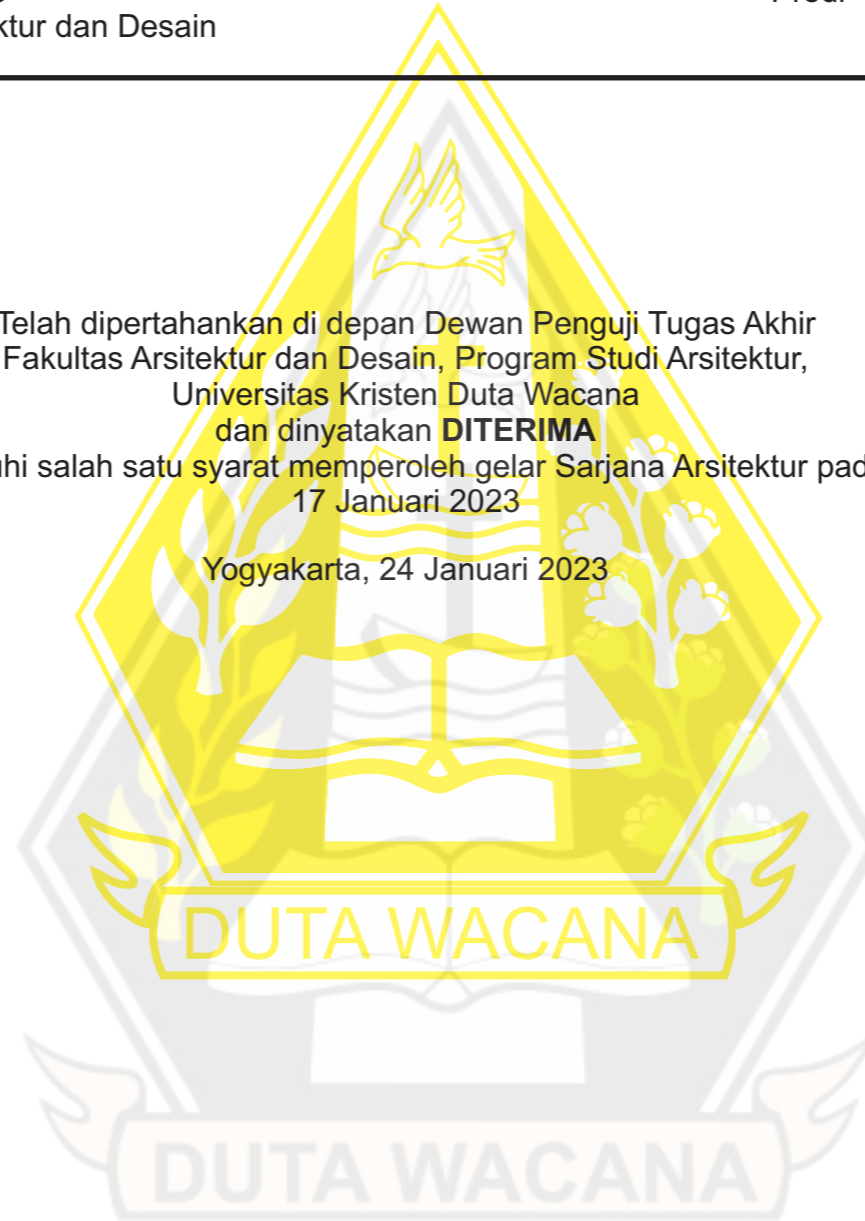 ktur dan Desain
Telah dipertahankan di depan Dewan Penguji Tugas Akhir
Fakultas Arsitektur dan Desain, Program Studi Arsitektur,
Universitas Kristen Duta Wacana
dan dinyatakan DITERIMA
uhi salah satu syarat memperoleh gelar Sarjana Arsitektur pad
17 Januari 2023
Yogyakarta, 24 Januari 2023
DUTA WACANA
DUTA WACANA